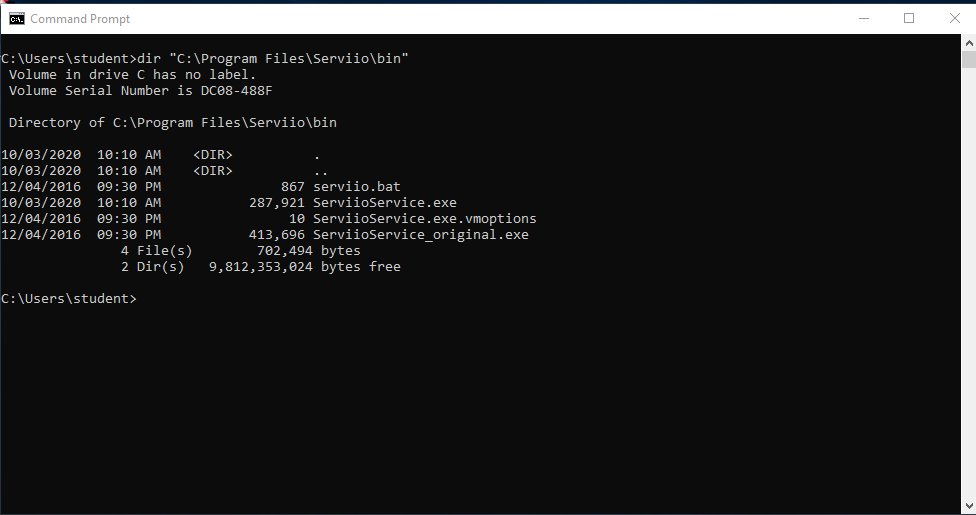 Command Prompt
C:\Users\student>dir "C:\Program Files\Serviio\bin"
 Volume in drive C has no label.
 Volume Serial Number is DC08-488F
 Directory of C:\Program Files\Serviio\bin
10/03/2020  10:10 AM    <DIR>          .
10/03/2020  10:10 AM    <DIR>          ..
12/04/2016  09:30 PM               867 serviio.bat
10/03/2020  10:10 AM           287,921 ServiioService.exe
12/04/2016  09:30 PM                10 ServiioService.exe.vmoptions
12/04/2016  09:30 PM           413,696 ServiioService_original.exe
               4 File(s)        702,494 bytes
               2 Dir(s)   9,812,353,024 bytes free
C:\Users\student>